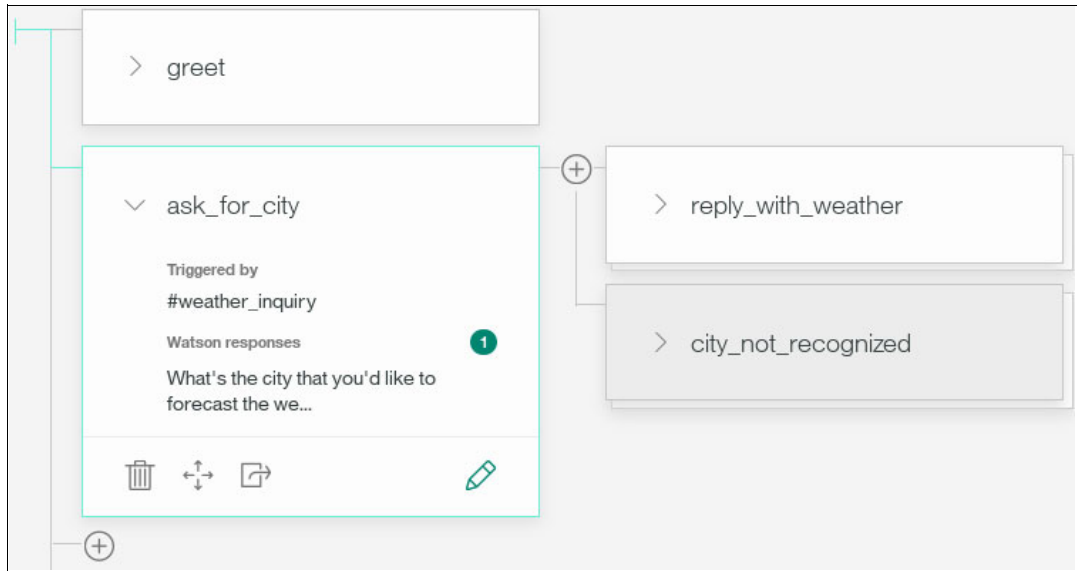 greet
ask_for_city
Triggered by
#weather_inquiry
Watson responses
1
What's the city that you'd like to
forecast the we...
reply_with_weather
city_not_recognized